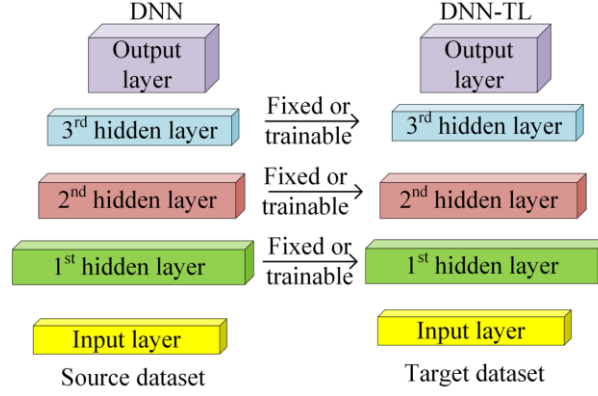 DNN
DNN-TL
Output
layer
Output
layer
3rd hidden layer
Fixed or
trainable
3rd hidden layer
2nd hidden layer
Fixed or
trainable
2nd hidden layer
1st hidden layer
Fixed or
trainable
1st hidden layer
Input layer
Input layer
Source dataset
Target dataset